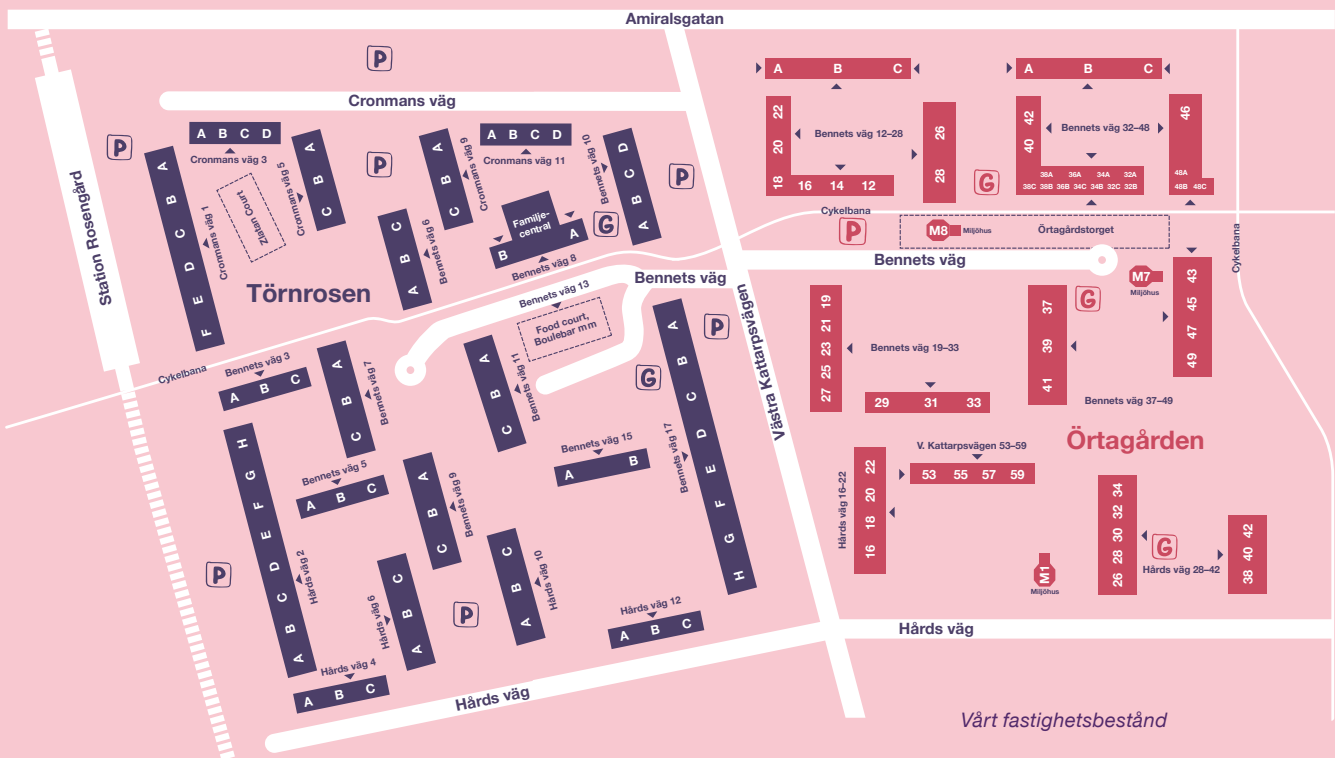 Amiralsgatan
P
Cronmans väg
P
A B C D
Cronmans väg 3
Cronmans väg 5
A B C
P
Cronmans väg 9
A B C
A B C D
Cronmans väg 11
Bennets väg 10
D C B A
P
A B C D E F
Cronmans väg 1
Zlatan Court
Station Rosengård
Törnrosen
C B A
Bennets väg 6
Familje-
central
B A
Bennets väg 8
G
Bennets väg
Bennets väg 13
Food court,
Boulebar m m
Cykelbana
Bennets väg 3
A B C
A B C
Bennets väg 7
A B C
Bennets väg 11
G
P
A B C D E F G H
Bennets väg 17
Västra Kattarpsvägen
Bennets väg 15
A B
H G F E D C B A
Hårds väg 2
Bennets väg 5
A B C
A B C
Bennets väg 9
P
C B A
Hårds väg 6
P
C B A
Hårds väg 10
Hårds väg 12
A B C
Hårds väg 4
A B C
Hårds väg
A B C
22 20 18
Bennets väg 12–28
16 14 12
26 28
A B C
42 40
Bennets väg 32–48
46
38A 36A 34A 32A
38C 38B 36B 34C 34B 32C 32B
48A
48B 48C
G
Cykelbana
P
M8
Miljöhus
Örtagårdstorget
Cykelbana
Bennets väg
M7
Miljöhus
G
19 21 23 25 27
Bennets väg 19–33
29 31 33
37 39 41
43 45 47 49
Bennets väg 37–49
Örtagården
V. Kattarpsvägen 53–59
53 55 57 59
Hårds väg 16–22
22 20 18 16
34 32 30 28 26
G
Hårds väg 28–42
42 40 38
M1
Miljöhus
Hårds väg
Vårt fastighetsbestånd